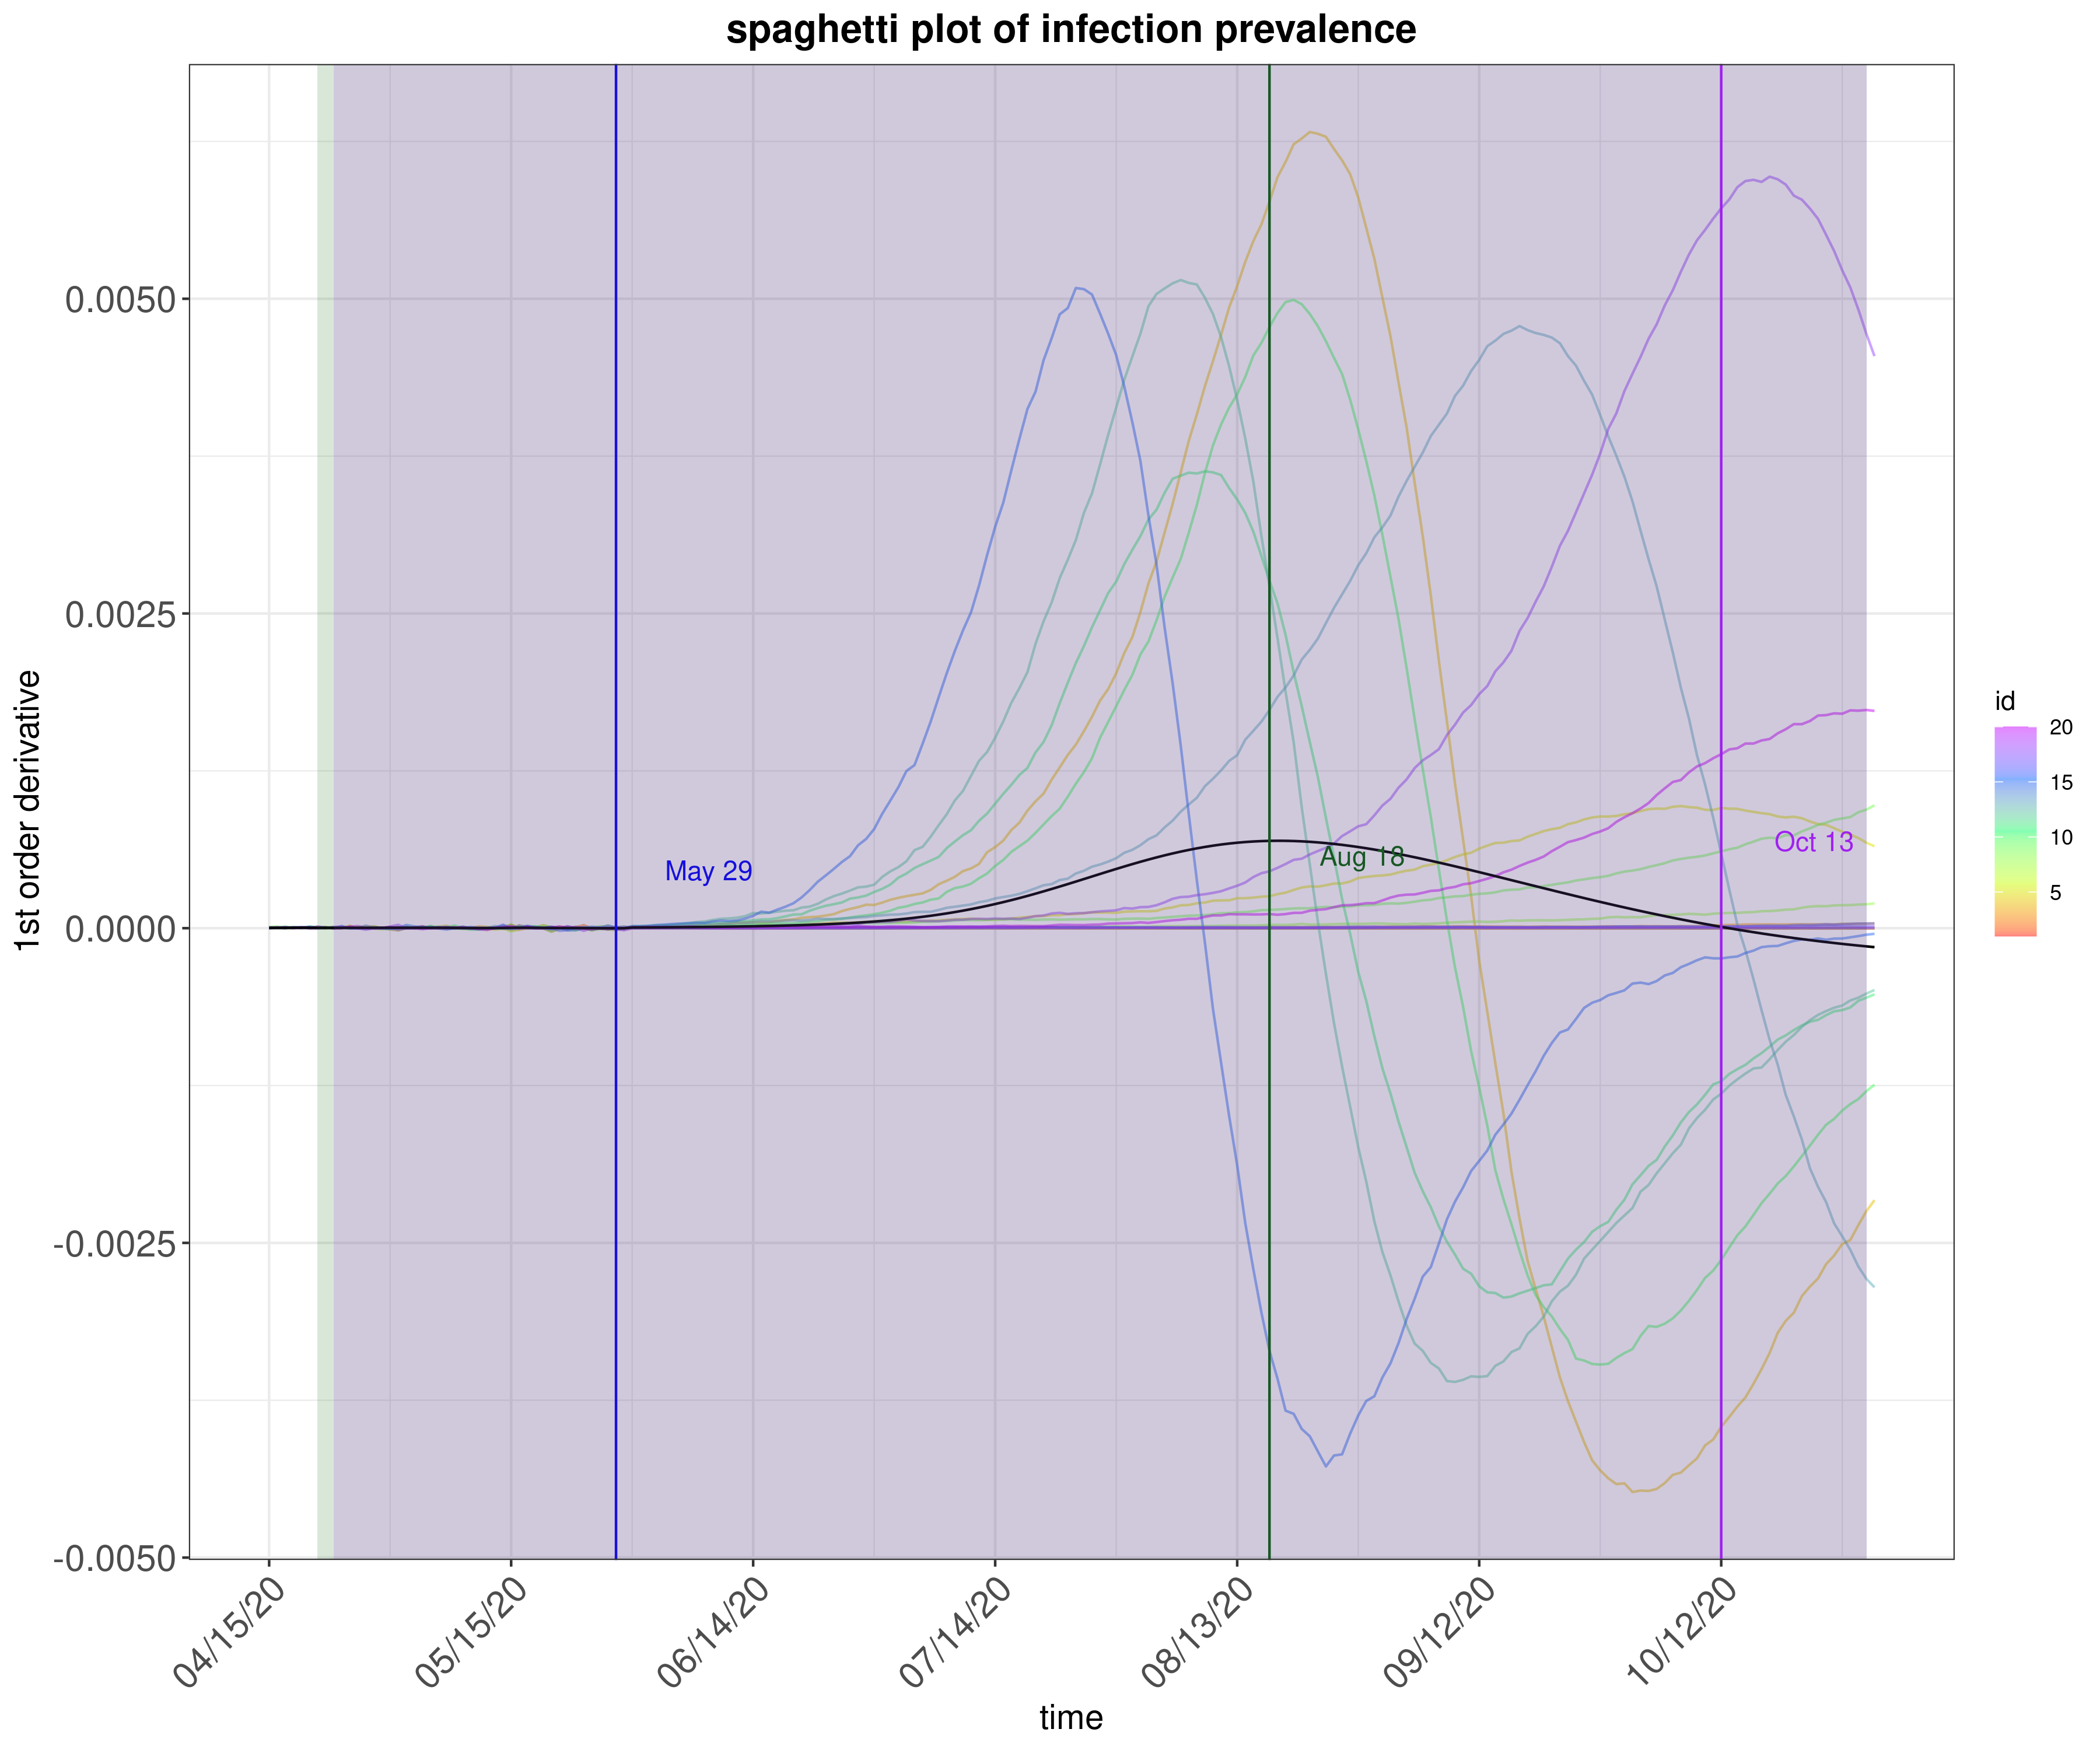 spaghetti plot of infection prevalence
1st order derivative
0.0050
0.0025
0.0000
-0.0025
-0.0050
May 29
Aug 18
Oct 13
04/15/20
05/15/20
06/14/20
07/14/20
08/13/20
09/12/20
10/12/20
time
id
20
15
10
5